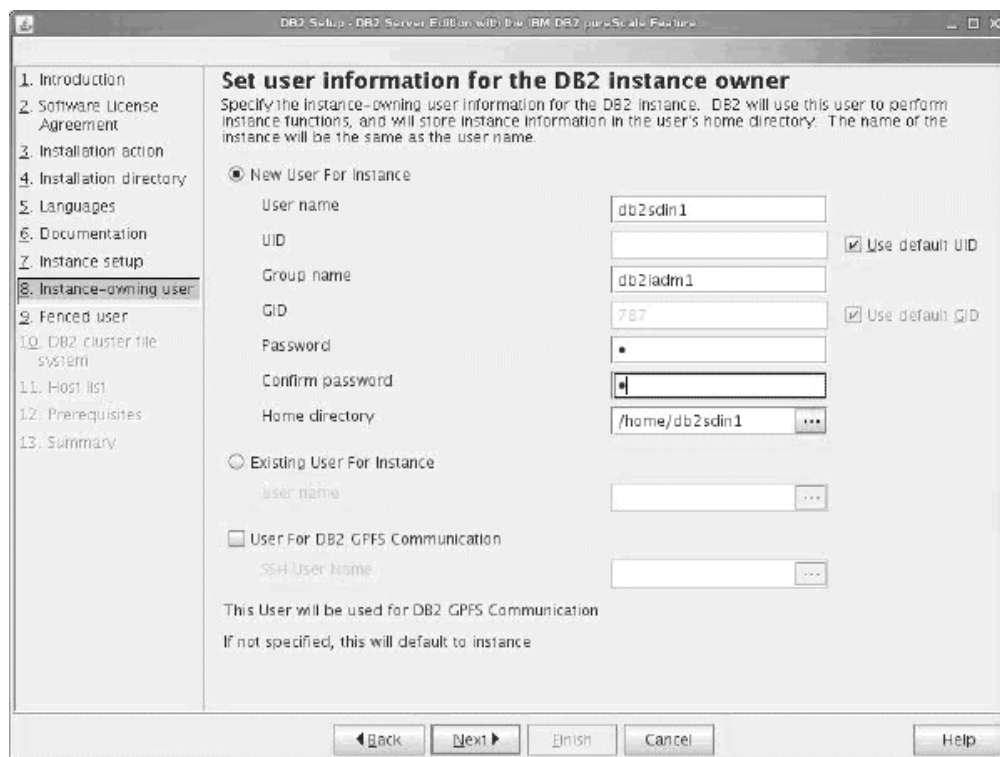 DB2 Setup - DB2 Server Edition with the IBM DB2 pureScale Feature
1. Introduction
2. Software License
Agreement
3. Installation action
4. Installation directory
5. Languages
6. Documentation
7. Instance setup
8. Instance-owning user
9. Fenced user
10. DB2 cluster file
system
11. Host list
12. Prerequisites
13. Summary
Set user information for the DB2 instance owner
Specify the instance-owning user information for the DB2 instance. DB2 will use this user to perform
instance functions, and will store instance information in the user's home directory. The name of the
instance will be the same as the user name.
New User For Instance
User name
db2sdin1
UID
Use default UID
Group name
db2iadm1
GID
787
Use default GID
Password
•
Confirm password
•
Home directory
/home/db2sdin1
...
Existing User For Instance
User name
...
User For DB2 GPFS Communication
SSH User Name
...
This User will be used for DB2 GPFS Communication
If not specified, this will default to instance
Back
Next
Finish
Cancel
Help